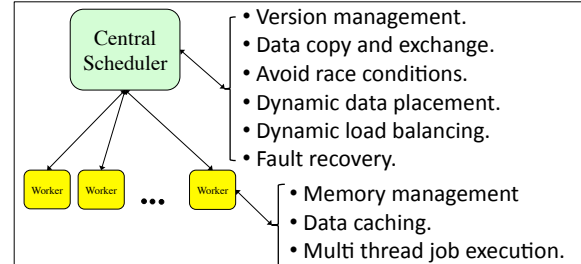 Central
Scheduler
• Version management.
• Data copy and exchange.
• Avoid race conditions.
• Dynamic data placement.
• Dynamic load balancing.
• Fault recovery.
Worker
Worker
•••
Worker
• Memory management
• Data caching.
• Multi thread job execution.